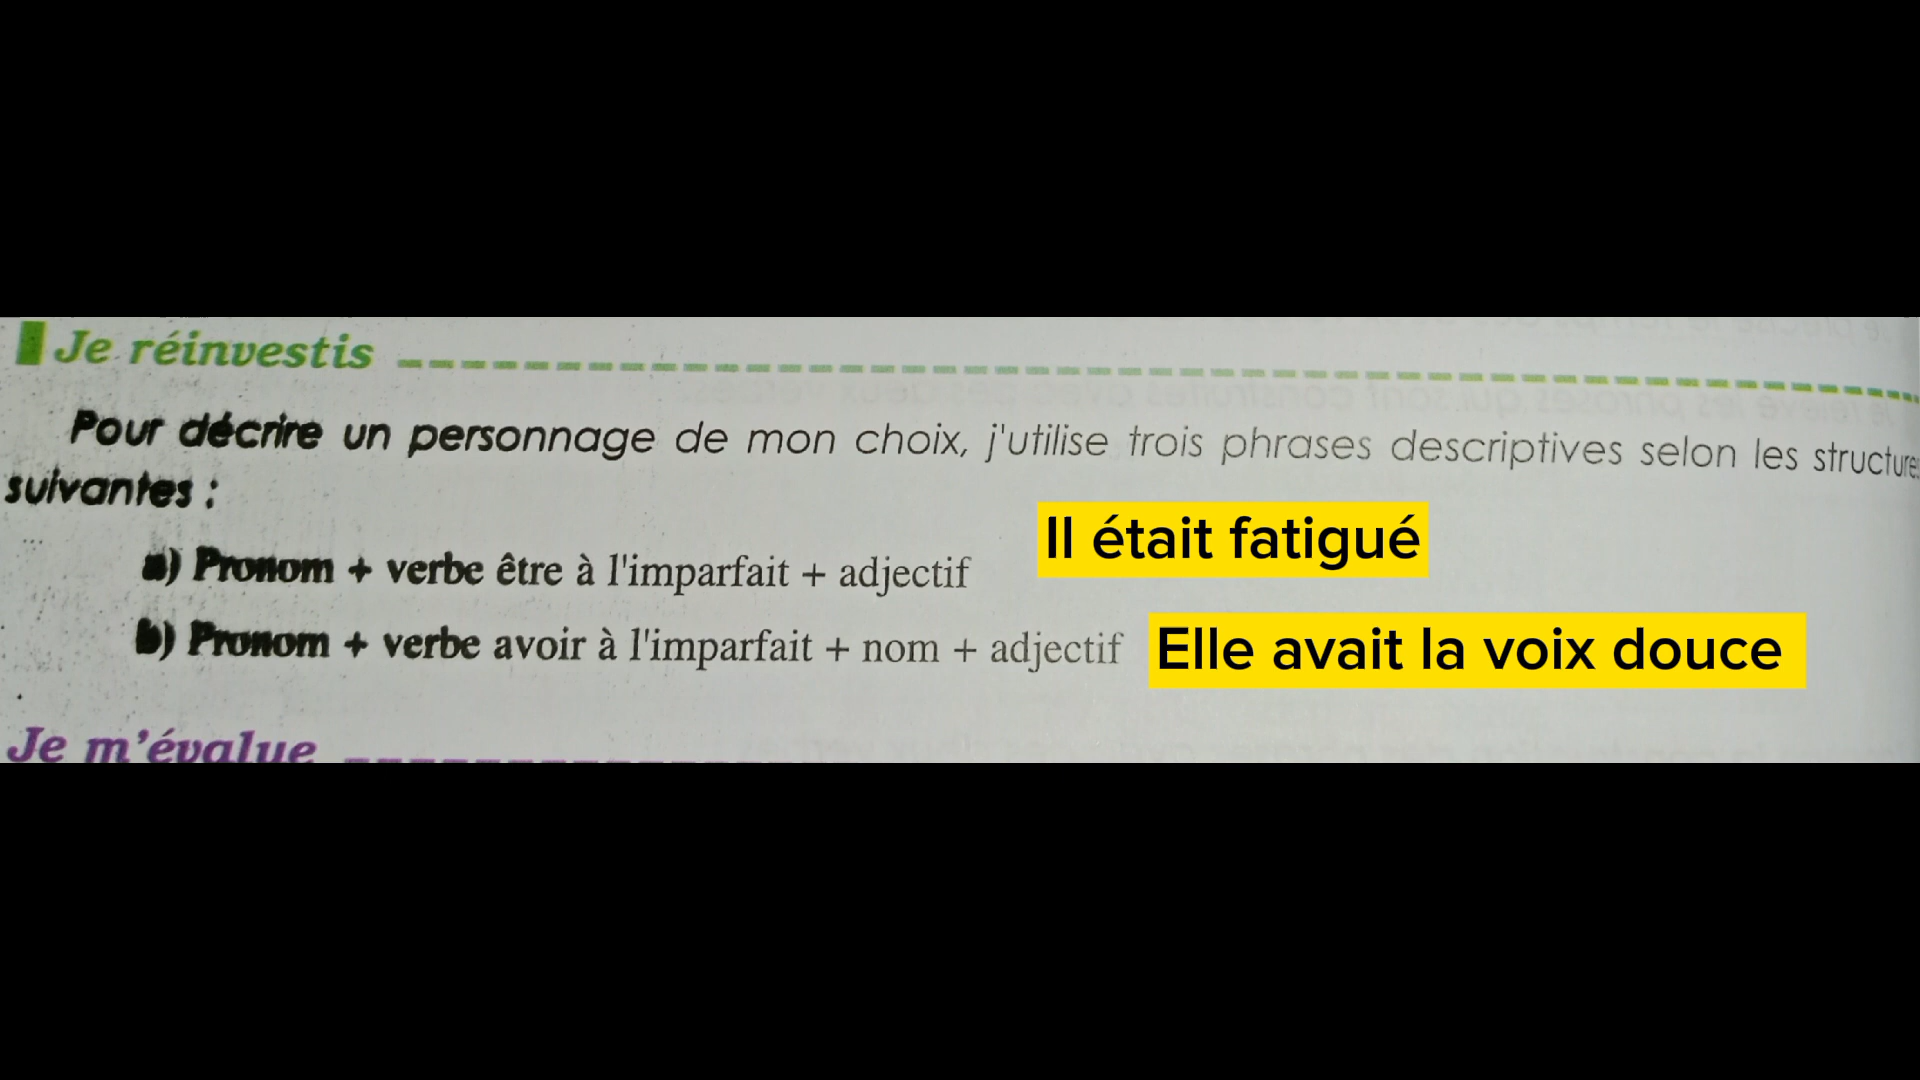 Je réinvestis
Pour décrire un personnage de mon choix, j'utilise trois phrases descriptives selon les structure
suivantes :
Il était fatigué
a) Pronom + verbe être à l'imparfait + adjectif
b) Pronom + verbe avoir à l'imparfait + nom + adjectif Elle avait la voix douce
Je m'évalue